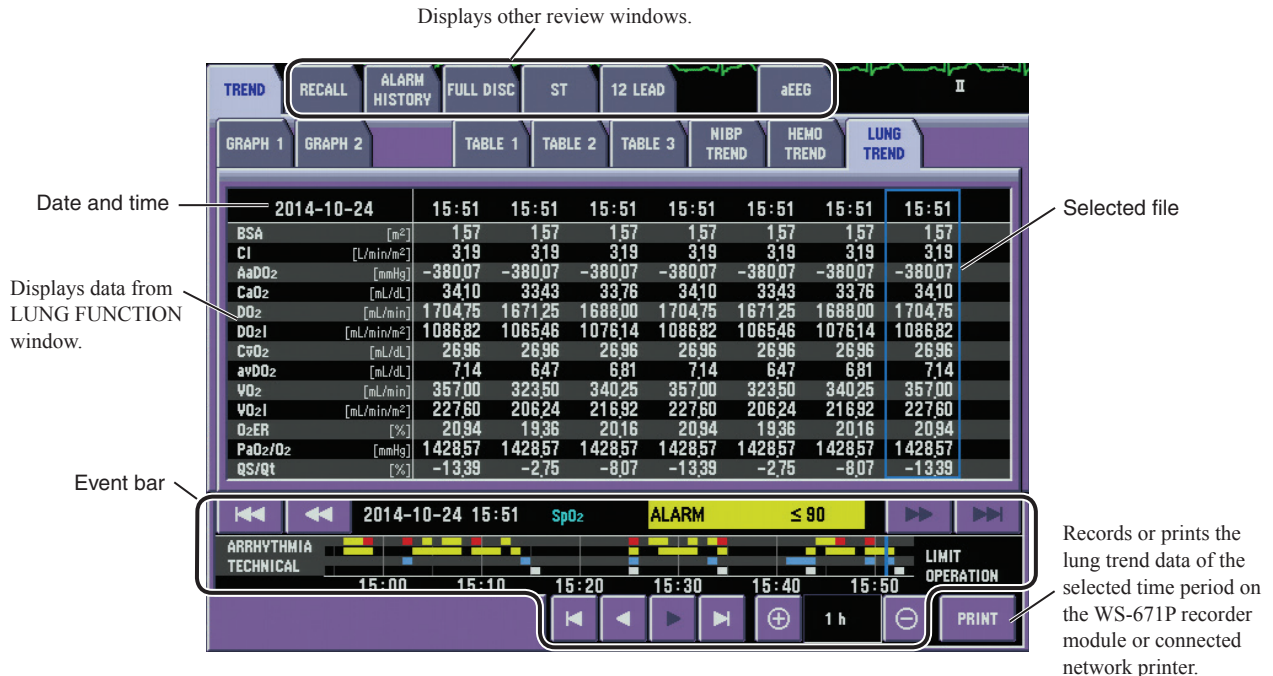 Displays other review windows.
TREND RECALL ALARM HISTORY FULL DISC ST 12 LEAD aEEG II
GRAPH 1 GRAPH 2 TABLE 1 TABLE 2 TABLE 3 NIBP TREND HEMO TREND LUNG TREND
Date and time
Selected file
Displays data from
LUNG FUNCTION
window.
2014-10-24 15:51 15:51 15:51 15:51 15:51 15:51 15:51
BSA [m²] 1.57 1.57 1.57 1.57 1.57 1.57 1.57
CI [L/min/m²] 3.19 3.19 3.19 3.19 3.19 3.19 3.19
AaDO2 [mmHg] -380.07 -380.07 -380.07 -380.07 -380.07 -380.07 -380.07
CaO2 [mL/dL] 34.10 33.43 33.76 34.10 33.43 33.76 34.10
DO2 [mL/min] 1704.75 1671.25 1688.00 1704.75 1671.25 1688.00 1704.75
DO2I [mL/min/m²] 1086.82 1065.46 1076.14 1086.82 1065.46 1076.14 1086.82
Cv̄O2 [mL/dL] 26.96 26.96 26.96 26.96 26.96 26.96 26.96
avDO2 [mL/dL] 7.14 6.47 6.81 7.14 6.47 6.81 7.14
VO2 [mL/min] 357.00 323.50 340.25 357.00 323.50 340.25 357.00
VO2I [mL/min/m²] 227.60 206.24 216.92 227.60 206.24 216.92 227.60
O2ER [%] 20.94 19.36 20.16 20.94 19.36 20.16 20.94
PaO2/O2 [mmHg] 1428.57 1428.57 1428.57 1428.57 1428.57 1428.57 1428.57
QS/Qt [%] -13.39 -2.75 -8.07 -13.39 -2.75 -8.07 -13.39
Event bar
2014-10-24 15:51 SpO2 ALARM ≤ 90
ARRHYTHMIA
TECHNICAL
LIMIT
OPERATION
15:00 15:10 15:20 15:30 15:40 15:50
1 h PRINT
Records or prints the
lung trend data of the
selected time period on
the WS-671P recorder
module or connected
network printer.